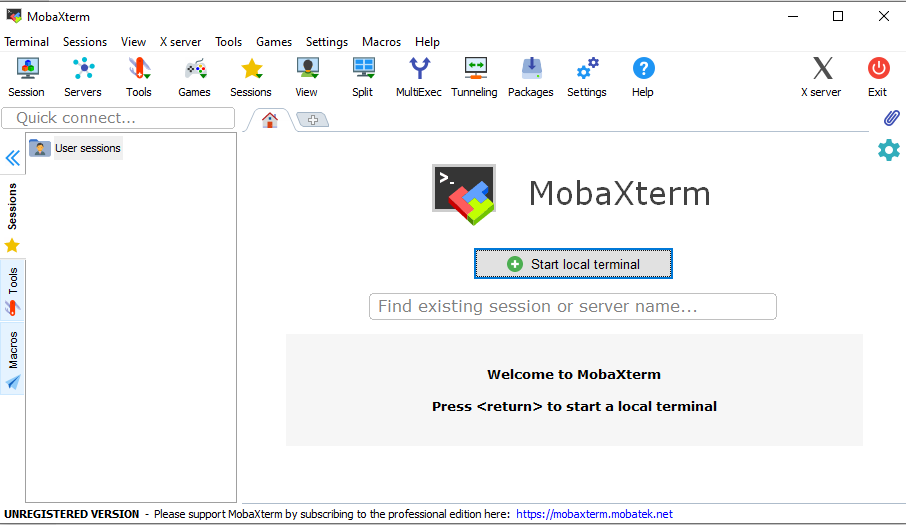 MobaXterm
Terminal Sessions View X server Tools Games Settings Macros Help
Session Servers Tools Games Sessions View Split MultiExec Tunneling Packages Settings Help X server Exit
Quick connect...
User sessions
Sessions
Tools
Macros
>_
MobaXterm
Start local terminal
Find existing session or server name...
Welcome to MobaXterm
Press <return> to start a local terminal
UNREGISTERED VERSION - Please support MobaXterm by subscribing to the professional edition here: https://mobaxterm.mobatek.net